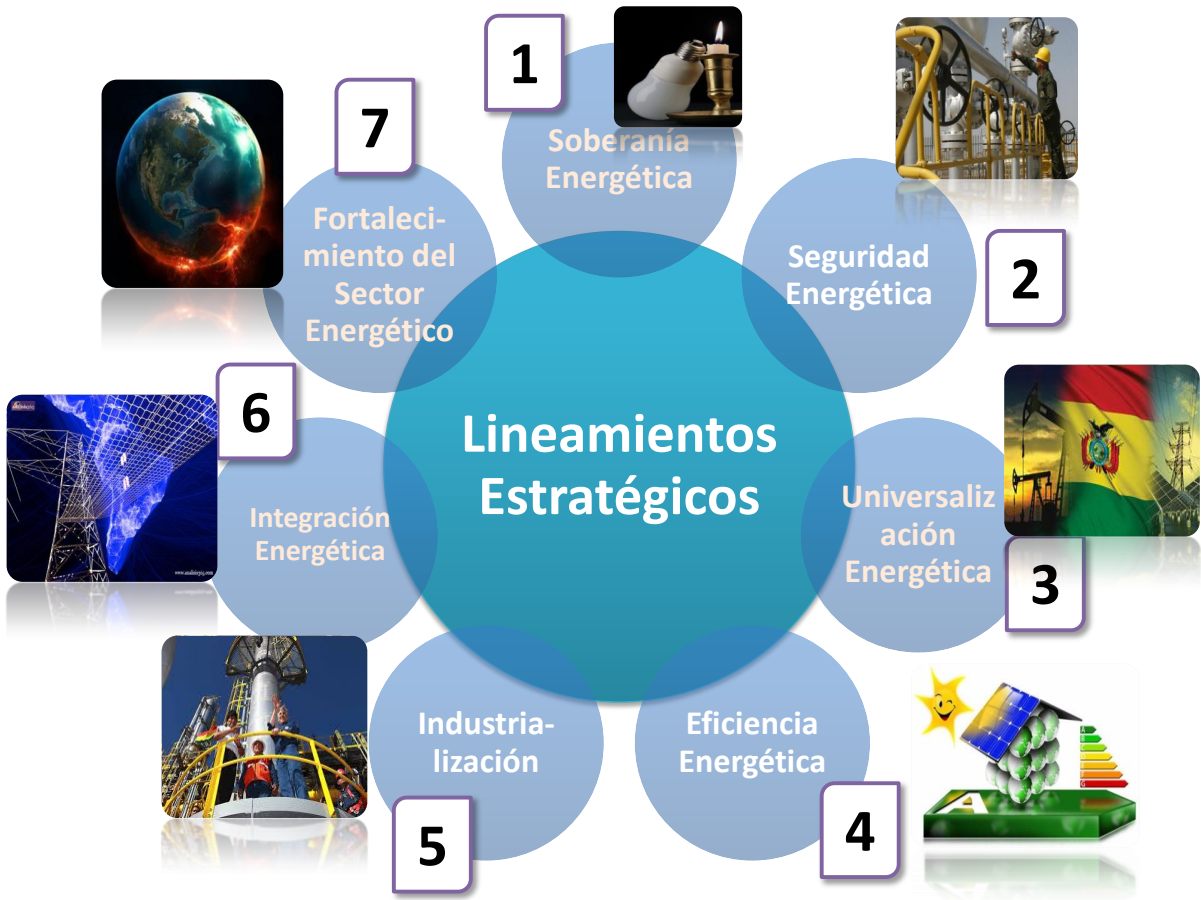 1
Soberanía
Energética
2
Seguridad
Energética
3
Universaliz
ación
Energética
4
Eficiencia
Energética
5
Industria-
lización
6
Integración
Energética
7
Fortaleci-
miento del
Sector
Energético
Lineamientos
Estratégicos
A